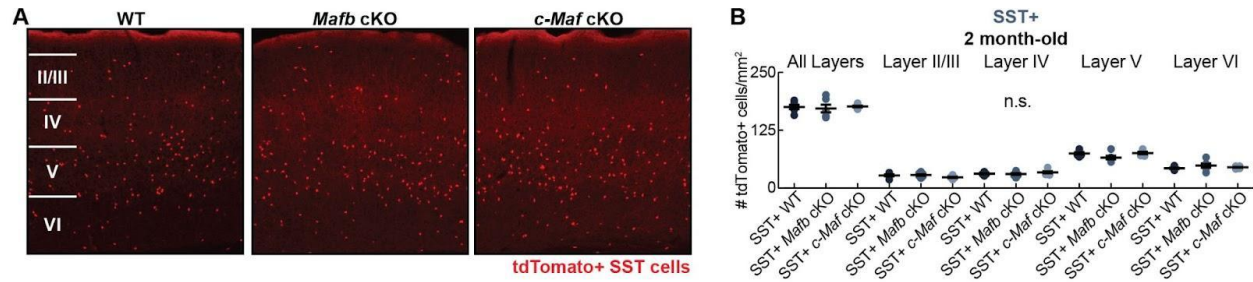 A
WT
Mafb cKO
c-Maf cKO
II/III
IV
V
VI
tdTomato+ SST cells
B
SST+
2 month-old
All Layers Layer II/III Layer IV Layer V Layer VI
# tdTomato+ cells/mm²
250
125
0
n.s.
SST+ WT
SST+ Mafb cKO
SST+ c-Maf cKO
SST+ WT
SST+ Mafb cKO
SST+ c-Maf cKO
SST+ WT
SST+ Mafb cKO
SST+ c-Maf cKO
SST+ WT
SST+ Mafb cKO
SST+ c-Maf cKO
SST+ WT
SST+ Mafb cKO
SST+ c-Maf cKO